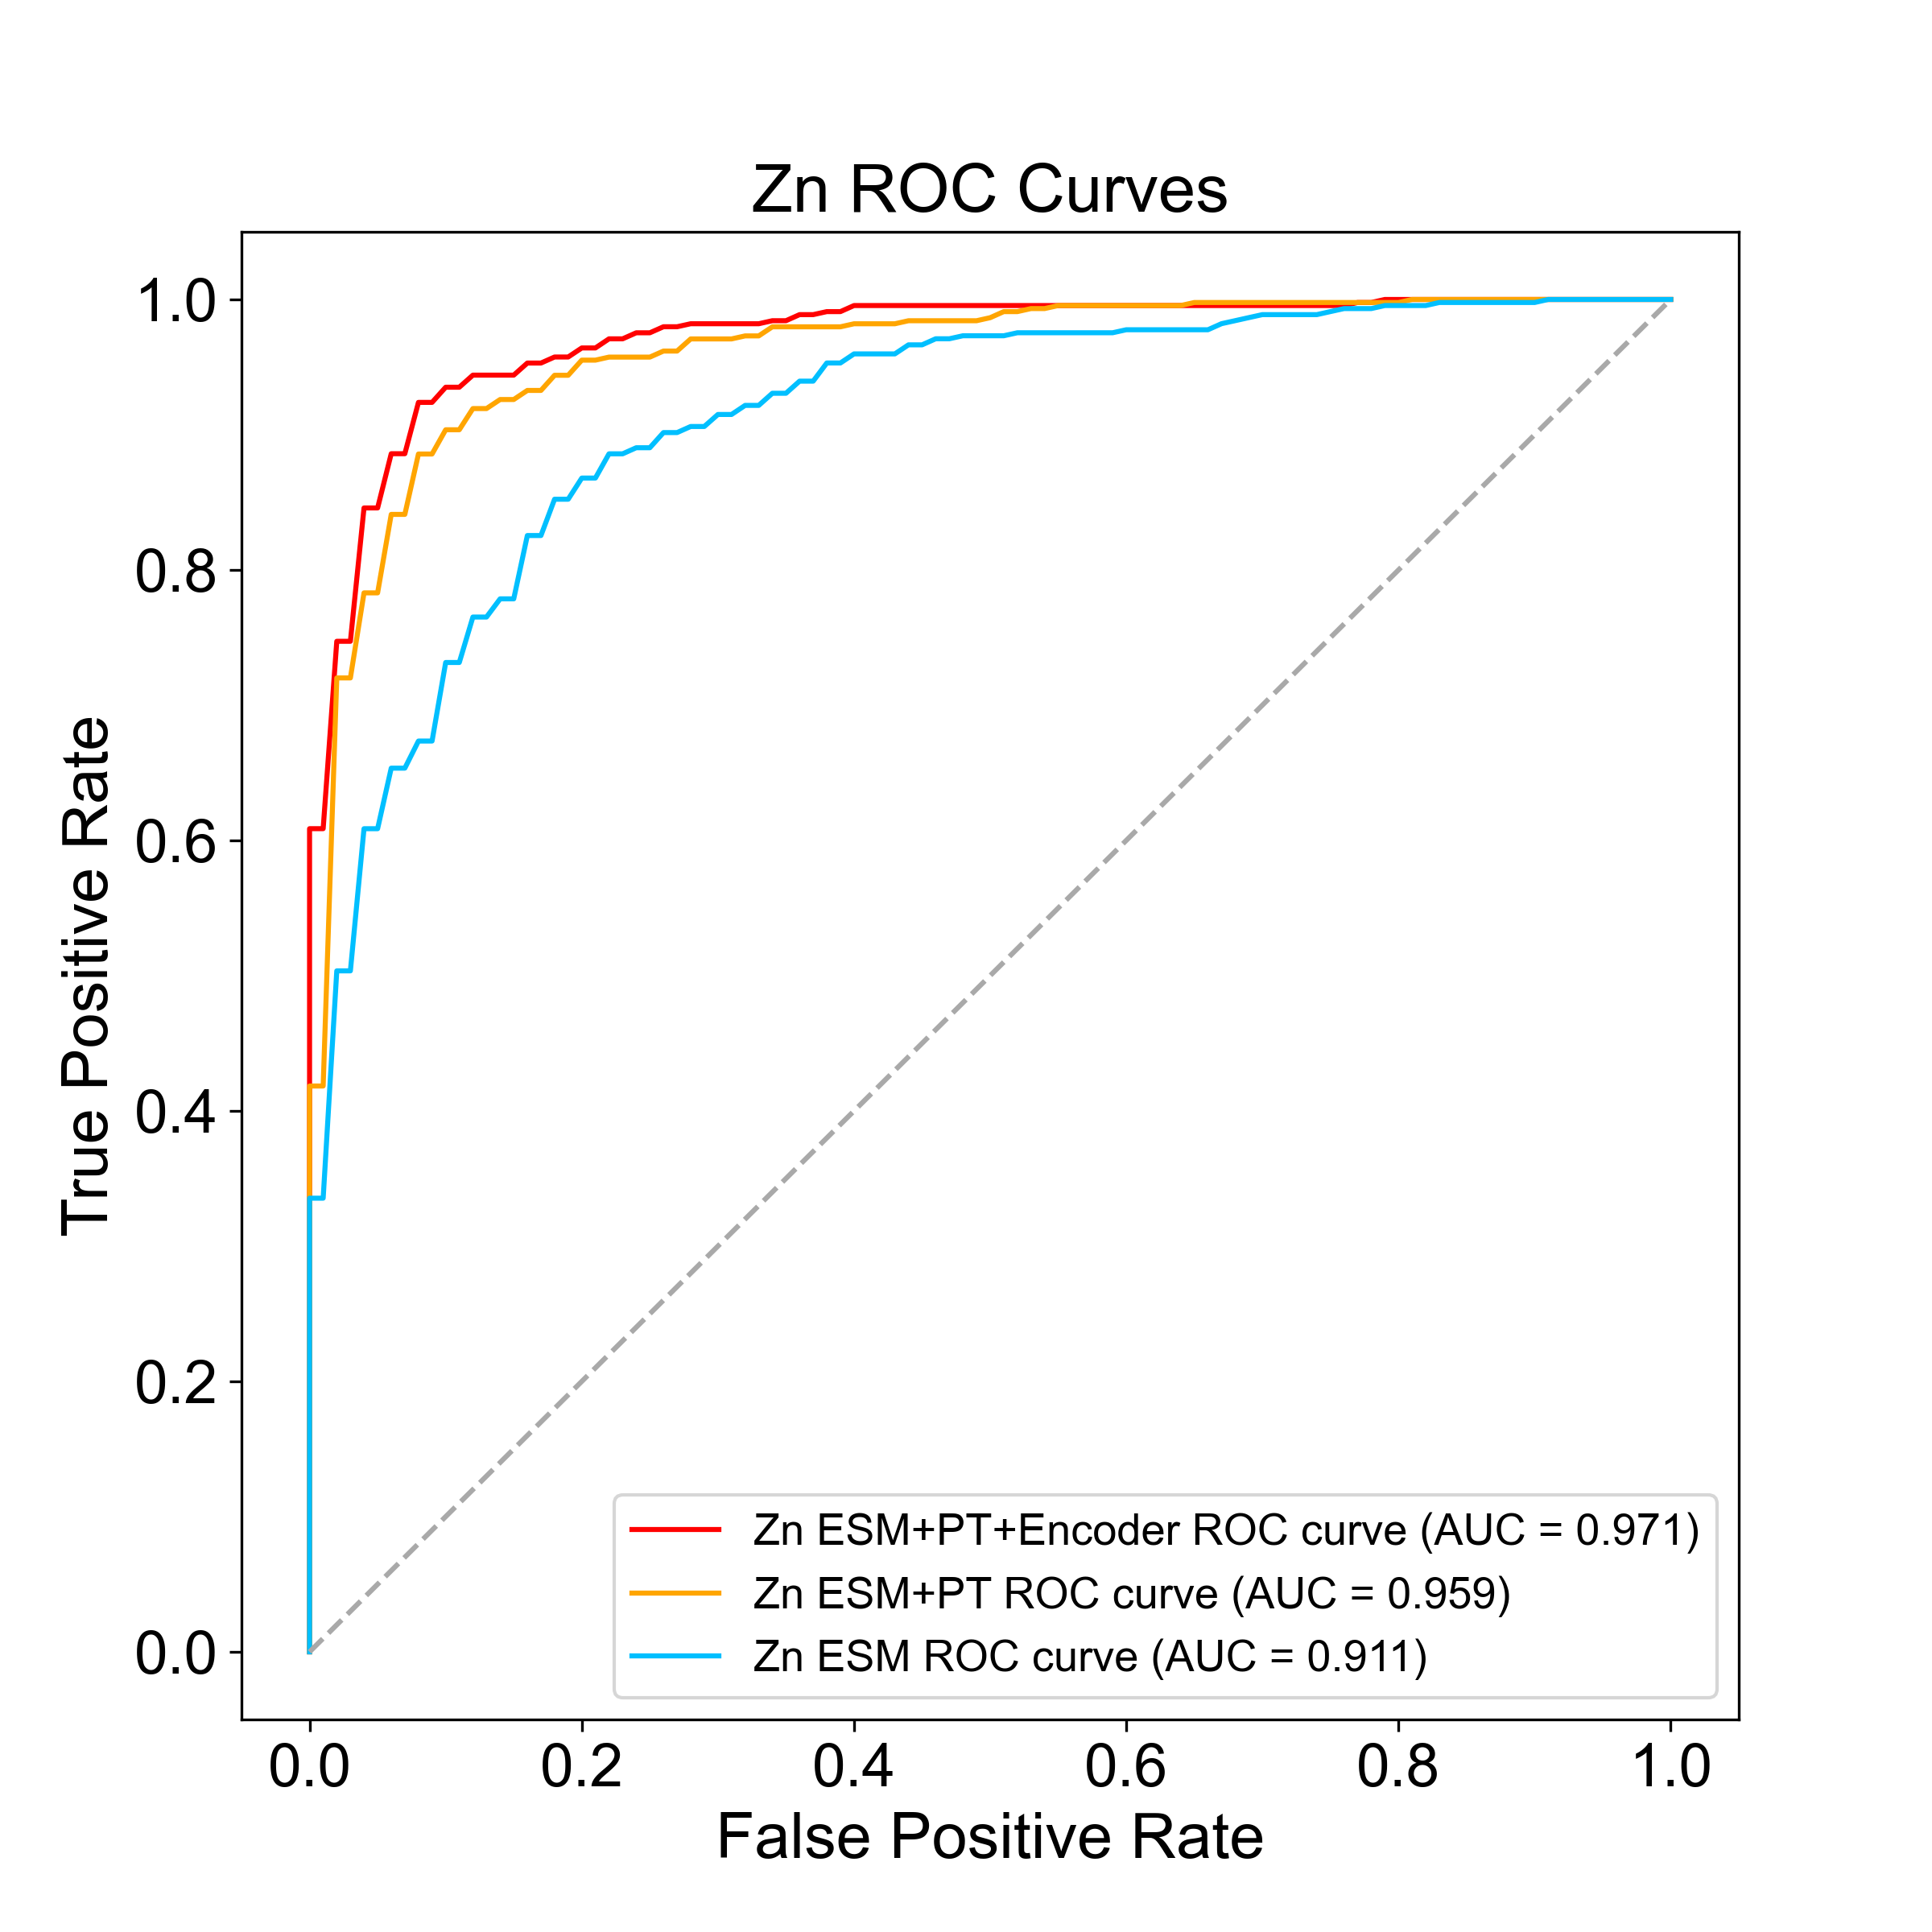 Zn ROC Curves
True Positive Rate
1.0
0.8
0.6
0.4
0.2
0.0
Zn ESM+PT+Encoder ROC curve (AUC = 0.971)
Zn ESM+PT ROC curve (AUC = 0.959)
Zn ESM ROC curve (AUC = 0.911)
0.0 0.2 0.4 0.6 0.8 1.0
False Positive Rate